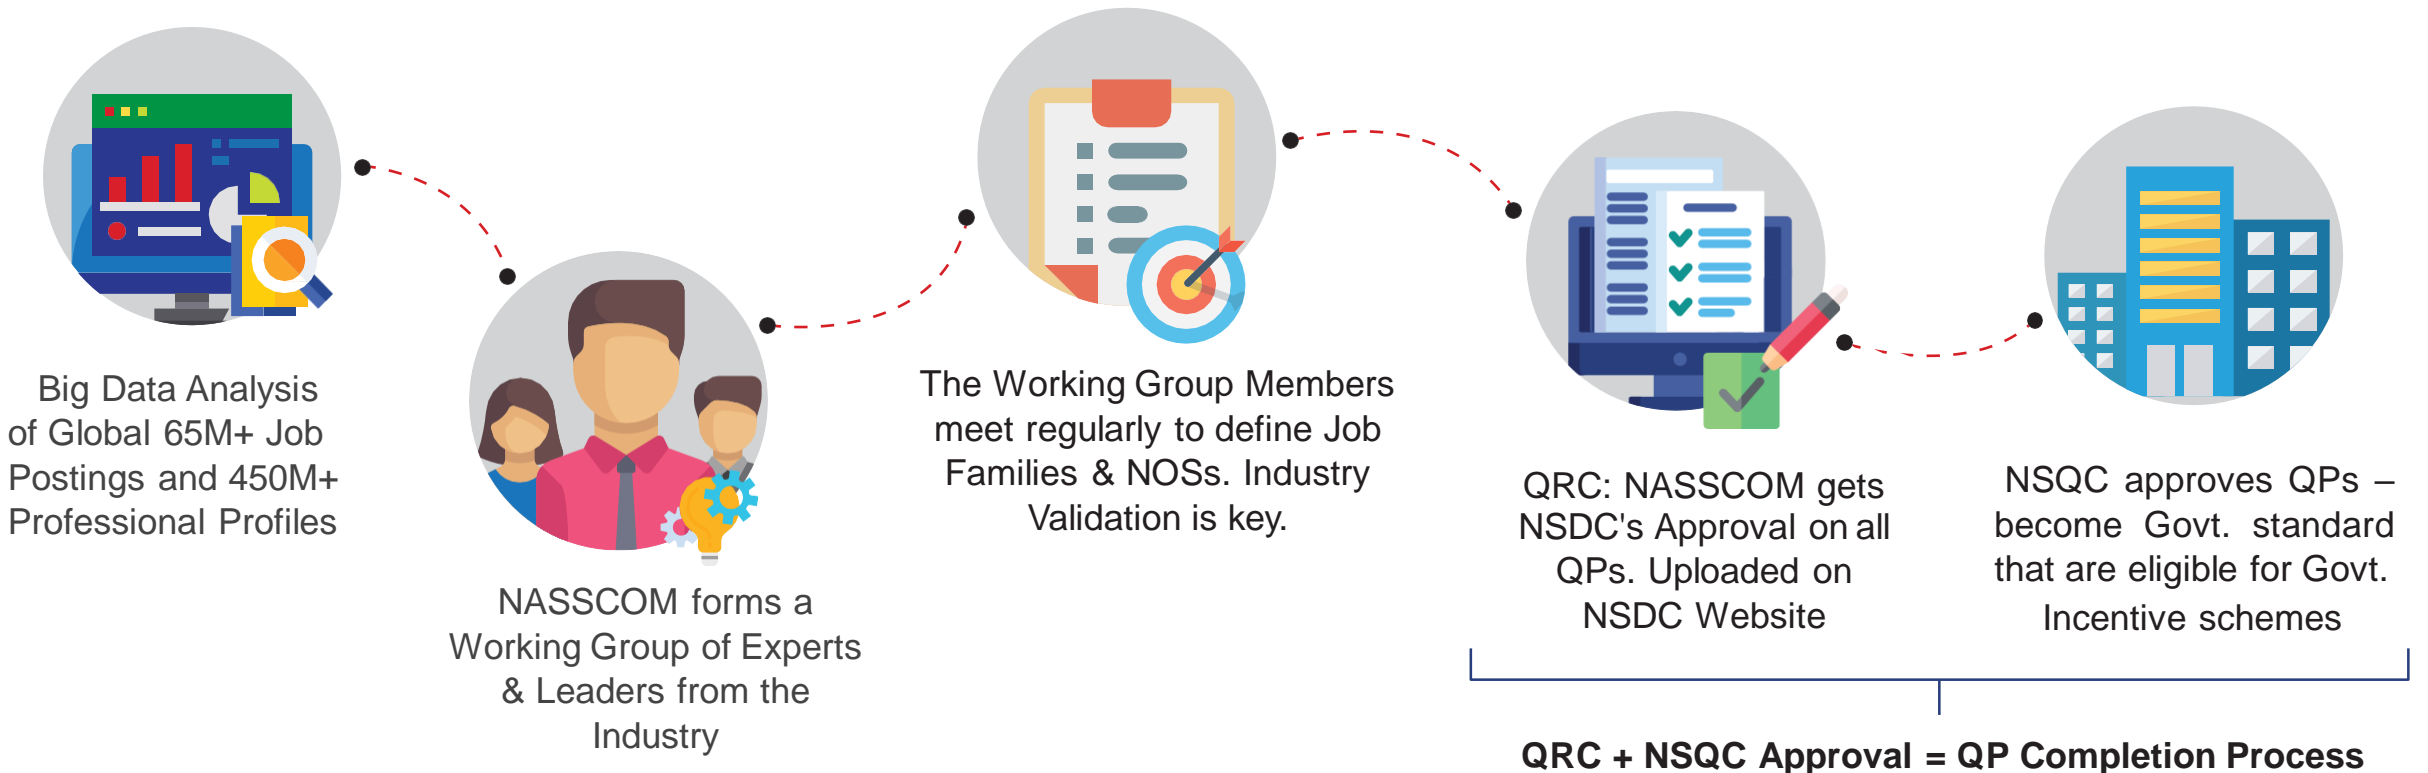 Big Data Analysis
of Global 65M+ Job
Postings and 450M+
Professional Profiles
NASSCOM forms a
Working Group of Experts
& Leaders from the
Industry
The Working Group Members
meet regularly to define Job
Families & NOSs. Industry
Validation is key.
QRC: NASSCOM gets
NSDC's Approval on all
QPs. Uploaded on
NSDC Website
NSQC approves QPs –
become Govt. standard
that are eligible for Govt.
Incentive schemes
QRC + NSQC Approval = QP Completion Process